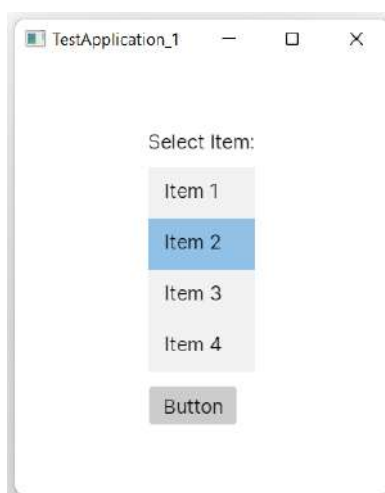 TestApplication_1
Select Item:
Item 1
Item 2
Item 3
Item 4
Button